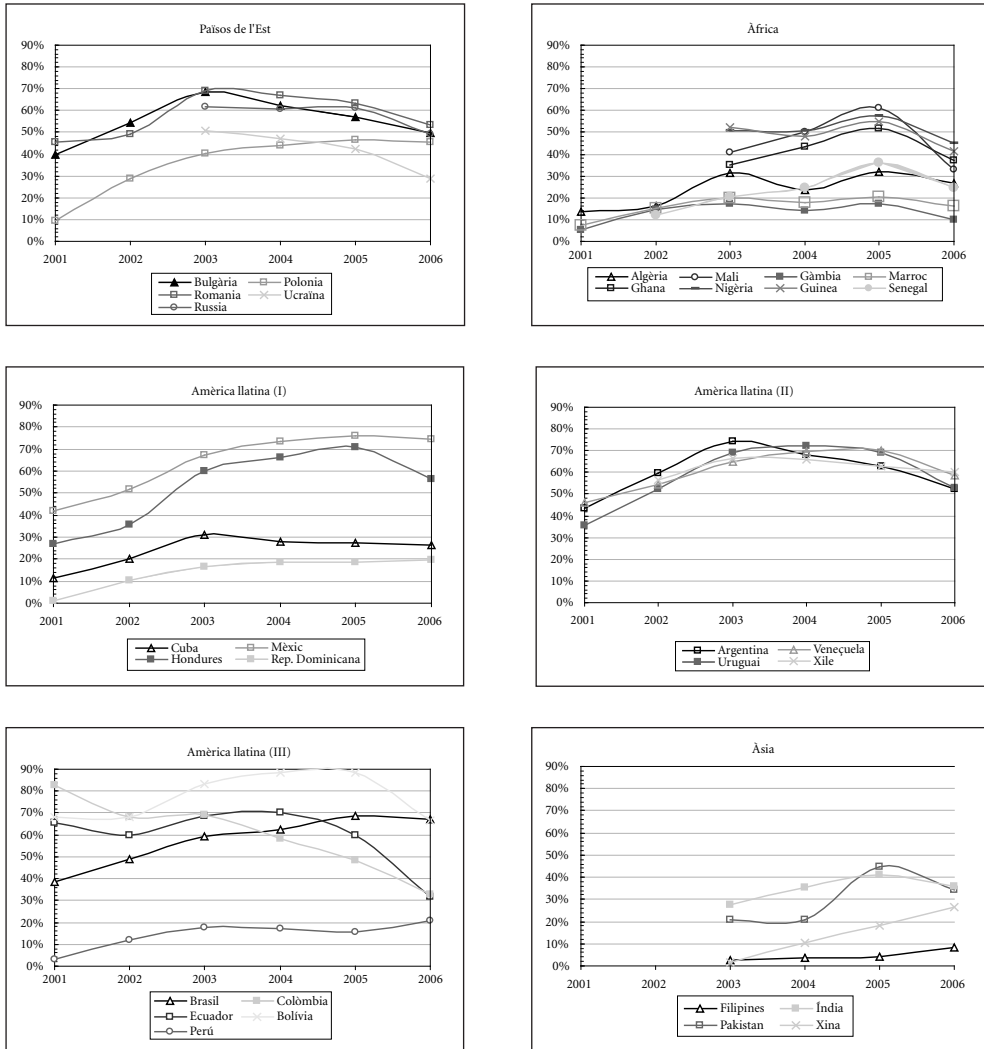 Països de l'Est
90%
80%
70%
60%
50%
40%
30%
20%
10%
0%
2001 2002 2003 2004 2005 2006
Bulgària Polonia
Romania Ucraïna
Russia
Àfrica
90%
80%
70%
60%
50%
40%
30%
20%
10%
0%
2001 2002 2003 2004 2005 2006
Algèria Mali Gàmbia Marroc
Ghana Nigèria Guinea Senegal
Amèrica llatina (I)
90%
80%
70%
60%
50%
40%
30%
20%
10%
0%
2001 2002 2003 2004 2005 2006
Cuba Mèxic
Hondures Rep. Dominicana
Amèrica llatina (II)
90%
80%
70%
60%
50%
40%
30%
20%
10%
0%
2001 2002 2003 2004 2005 2006
Argentina Veneçuela
Uruguai Xile
Amèrica llatina (III)
90%
80%
70%
60%
50%
40%
30%
20%
10%
0%
2001 2002 2003 2004 2005 2006
Brasil Colòmbia
Ecuador Bolívia
Perú
Àsia
90%
80%
70%
60%
50%
40%
30%
20%
10%
0%
2001 2002 2003 2004 2005 2006
Filipines Índia
Pakistan Xina